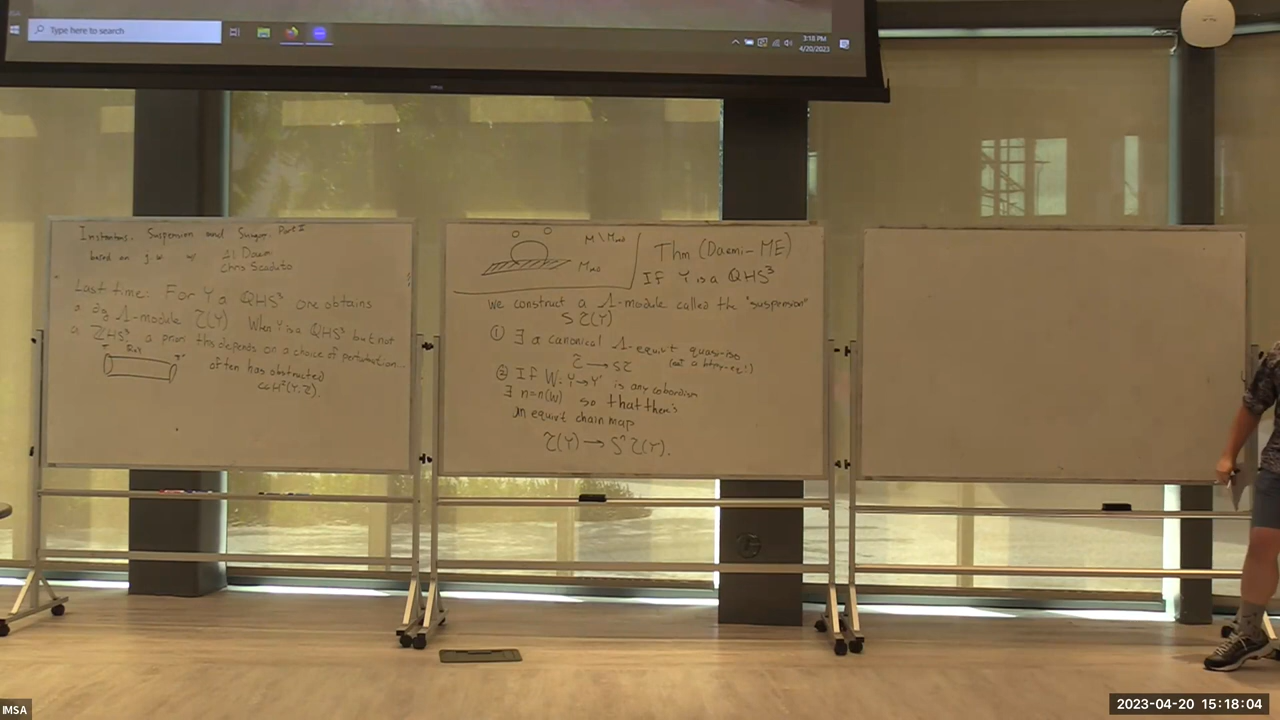 Type here to search
3:18 PM
4/20/2023
Instantons, Suspension and Surgery, Part I
based on j.w. w/ Ali Daemi
Chris Scaduto
Last time: For Y a QHS³ one obtains
a dg Λ-module C̃(Y) When Y is a QHS³ but not
a ZHS³, a priori this depends on a choice of perturbation...
often has obstructed
c∈H²(Y;Z).
M \ M
Thm (Daemi-ME)
If Y is a QHS³
we construct a Λ-module called the "suspension"
S C̃(Y)
① ∃ a canonical Λ-equivt quasi-iso
C̃ → SC̃ (not a htpy-eq!)
② If W: Y→Y' is any cobordism
∃ n=n(W) so that there's
an equivt chain map
C̃(Y) → Sⁿ C̃(Y).
IMSA
2023-04-20 15:18:04